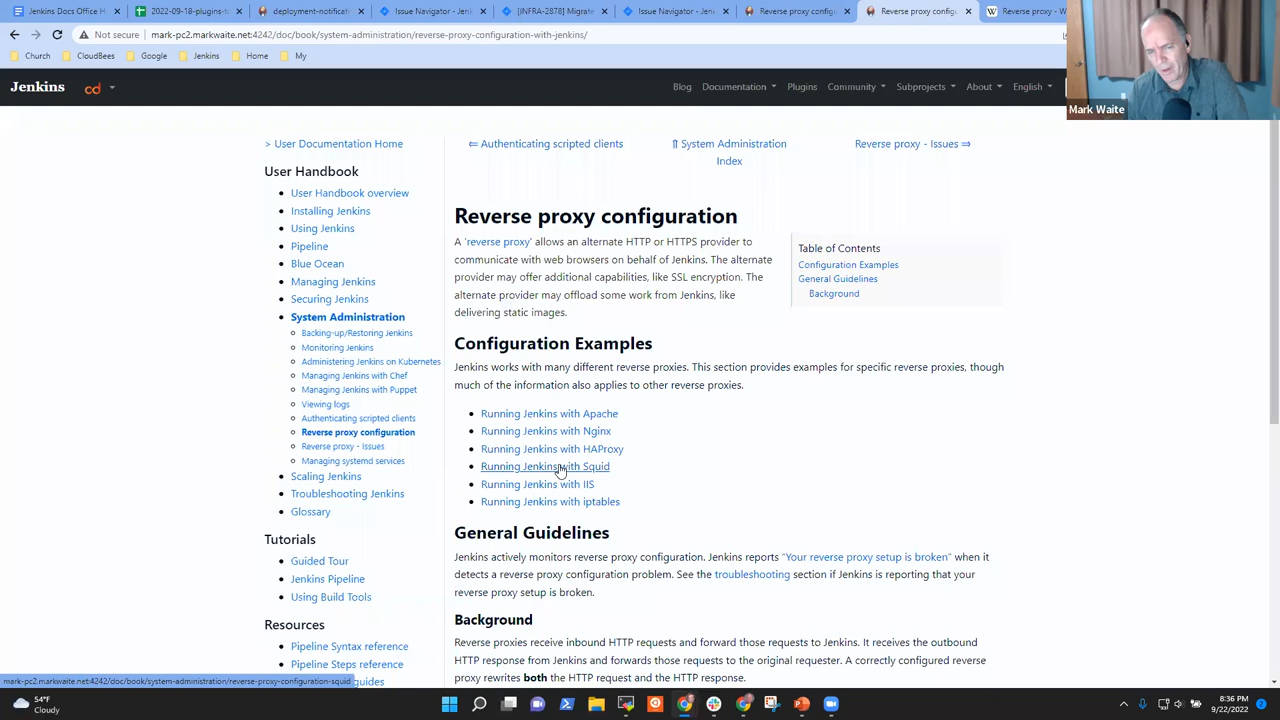 Jenkins Docs Office H
2022-09-18-plugins-t
deployment-notificat
Issue Navigator - Jenk
[INFRA-2878] Migrate
Issue Navigator - Jenk
Reverse proxy configu
Reverse proxy config
Reverse proxy - W
Not secure
mark-pc2.markwaite.net:4242/doc/book/system-administration/reverse-proxy-configuration-with-jenkins/
Church
CloudBees
Google
Jenkins
Home
My
Jenkins
cd
Blog
Documentation
Plugins
Community
Subprojects
About
English
Mark Waite
> User Documentation Home
User Handbook
User Handbook overview
Installing Jenkins
Using Jenkins
Pipeline
Blue Ocean
Managing Jenkins
Securing Jenkins
System Administration
Backing-up/Restoring Jenkins
Monitoring Jenkins
Administering Jenkins on Kubernetes
Managing Jenkins with Chef
Managing Jenkins with Puppet
Viewing logs
Authenticating scripted clients
Reverse proxy configuration
Reverse proxy - Issues
Managing systemd services
Scaling Jenkins
Troubleshooting Jenkins
Glossary
Tutorials
Guided Tour
Jenkins Pipeline
Using Build Tools
Resources
Pipeline Syntax reference
Pipeline Steps reference
guides
⇐ Authenticating scripted clients
⇑ System Administration
Index
Reverse proxy - Issues ⇒
Reverse proxy configuration
A 'reverse proxy' allows an alternate HTTP or HTTPS provider to
communicate with web browsers on behalf of Jenkins. The alternate
provider may offer additional capabilities, like SSL encryption. The
alternate provider may offload some work from Jenkins, like
delivering static images.
Table of Contents
Configuration Examples
General Guidelines
Background
Configuration Examples
Jenkins works with many different reverse proxies. This section provides examples for specific reverse proxies, though
much of the information also applies to other reverse proxies.
Running Jenkins with Apache
Running Jenkins with Nginx
Running Jenkins with HAProxy
Running Jenkins with Squid
Running Jenkins with IIS
Running Jenkins with iptables
General Guidelines
Jenkins actively monitors reverse proxy configuration. Jenkins reports "Your reverse proxy setup is broken" when it
detects a reverse proxy configuration problem. See the troubleshooting section if Jenkins is reporting that your
reverse proxy setup is broken.
Background
Reverse proxies receive inbound HTTP requests and forward those requests to Jenkins. It receives the outbound
HTTP response from Jenkins and forwards those requests to the original requester. A correctly configured reverse
proxy rewrites both the HTTP request and the HTTP response.
mark-pc2.markwaite.net:4242/doc/book/system-administration/reverse-proxy-configuration-squid
54°F
Cloudy
8:36 PM
9/22/2022